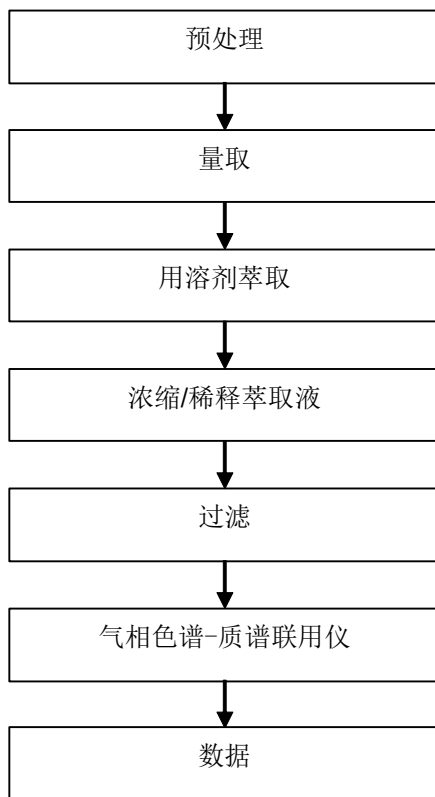 预处理
量取
用溶剂萃取
浓缩/稀释萃取液
过滤
气相色谱-质谱联用仪
数据